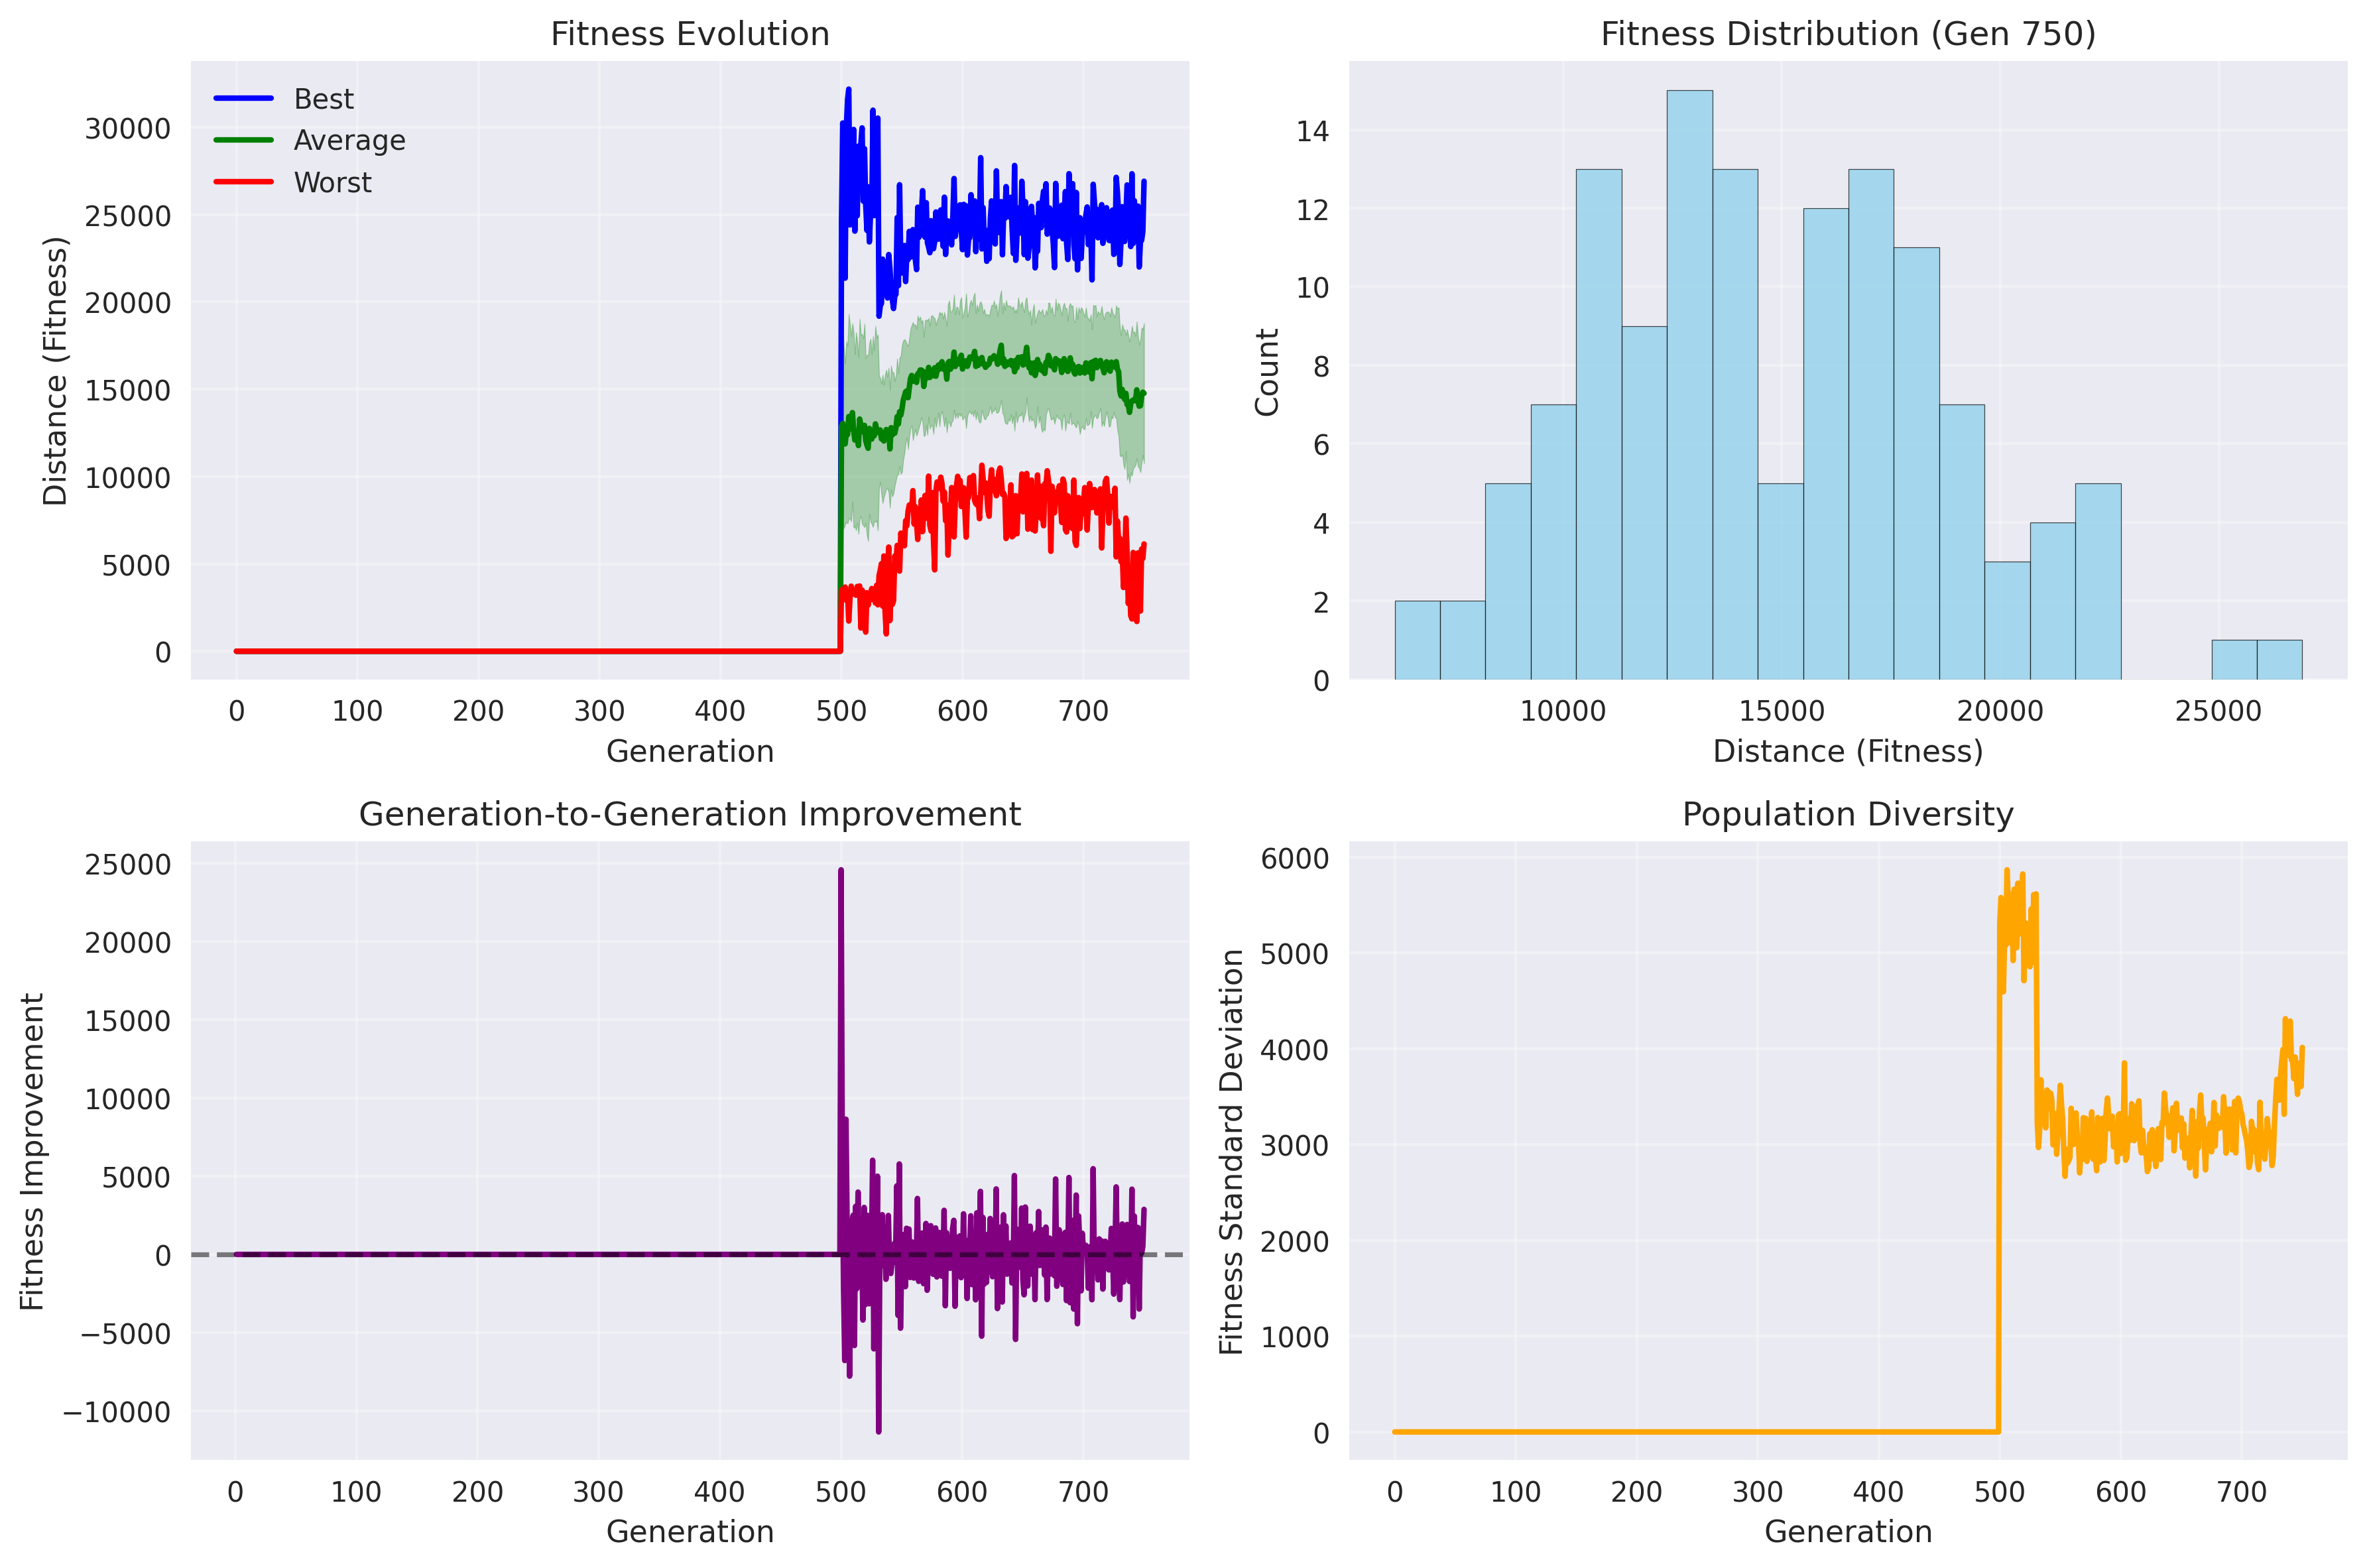 Fitness Evolution
Distance (Fitness)
30000
25000
20000
15000
10000
5000
0
Best
Average
Worst
0 100 200 300 400 500 600 700
Generation
Fitness Distribution (Gen 750)
Count
14
12
10
8
6
4
2
0
10000 15000 20000 25000
Distance (Fitness)
Generation-to-Generation Improvement
Fitness Improvement
25000
20000
15000
10000
5000
0
−5000
−10000
0 100 200 300 400 500 600 700
Generation
Population Diversity
Fitness Standard Deviation
6000
5000
4000
3000
2000
1000
0
0 100 200 300 400 500 600 700
Generation